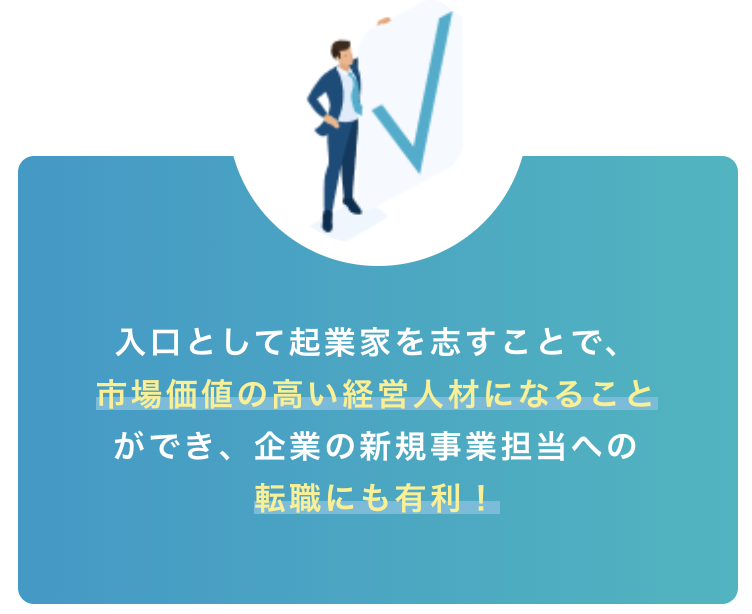 入口として起業家を志すことで、
市場価値の高い経営人材になること
ができ、企業の新規事業担当への
転職にも有利！